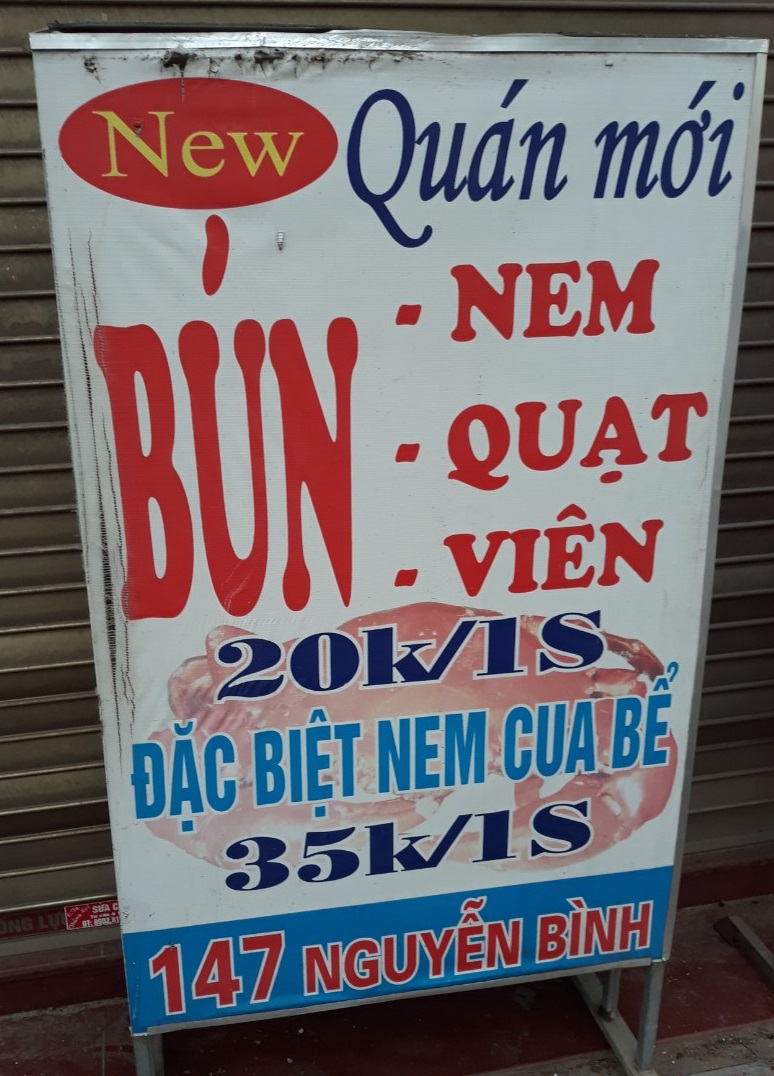 New Quán mới
BÚN - NEM
- QUẠT
- VIÊN
20k/1S
ĐẶC BIỆT NEM CUA BỂ
35k/1S
147 NGUYỄN BÌNH
SỬA C